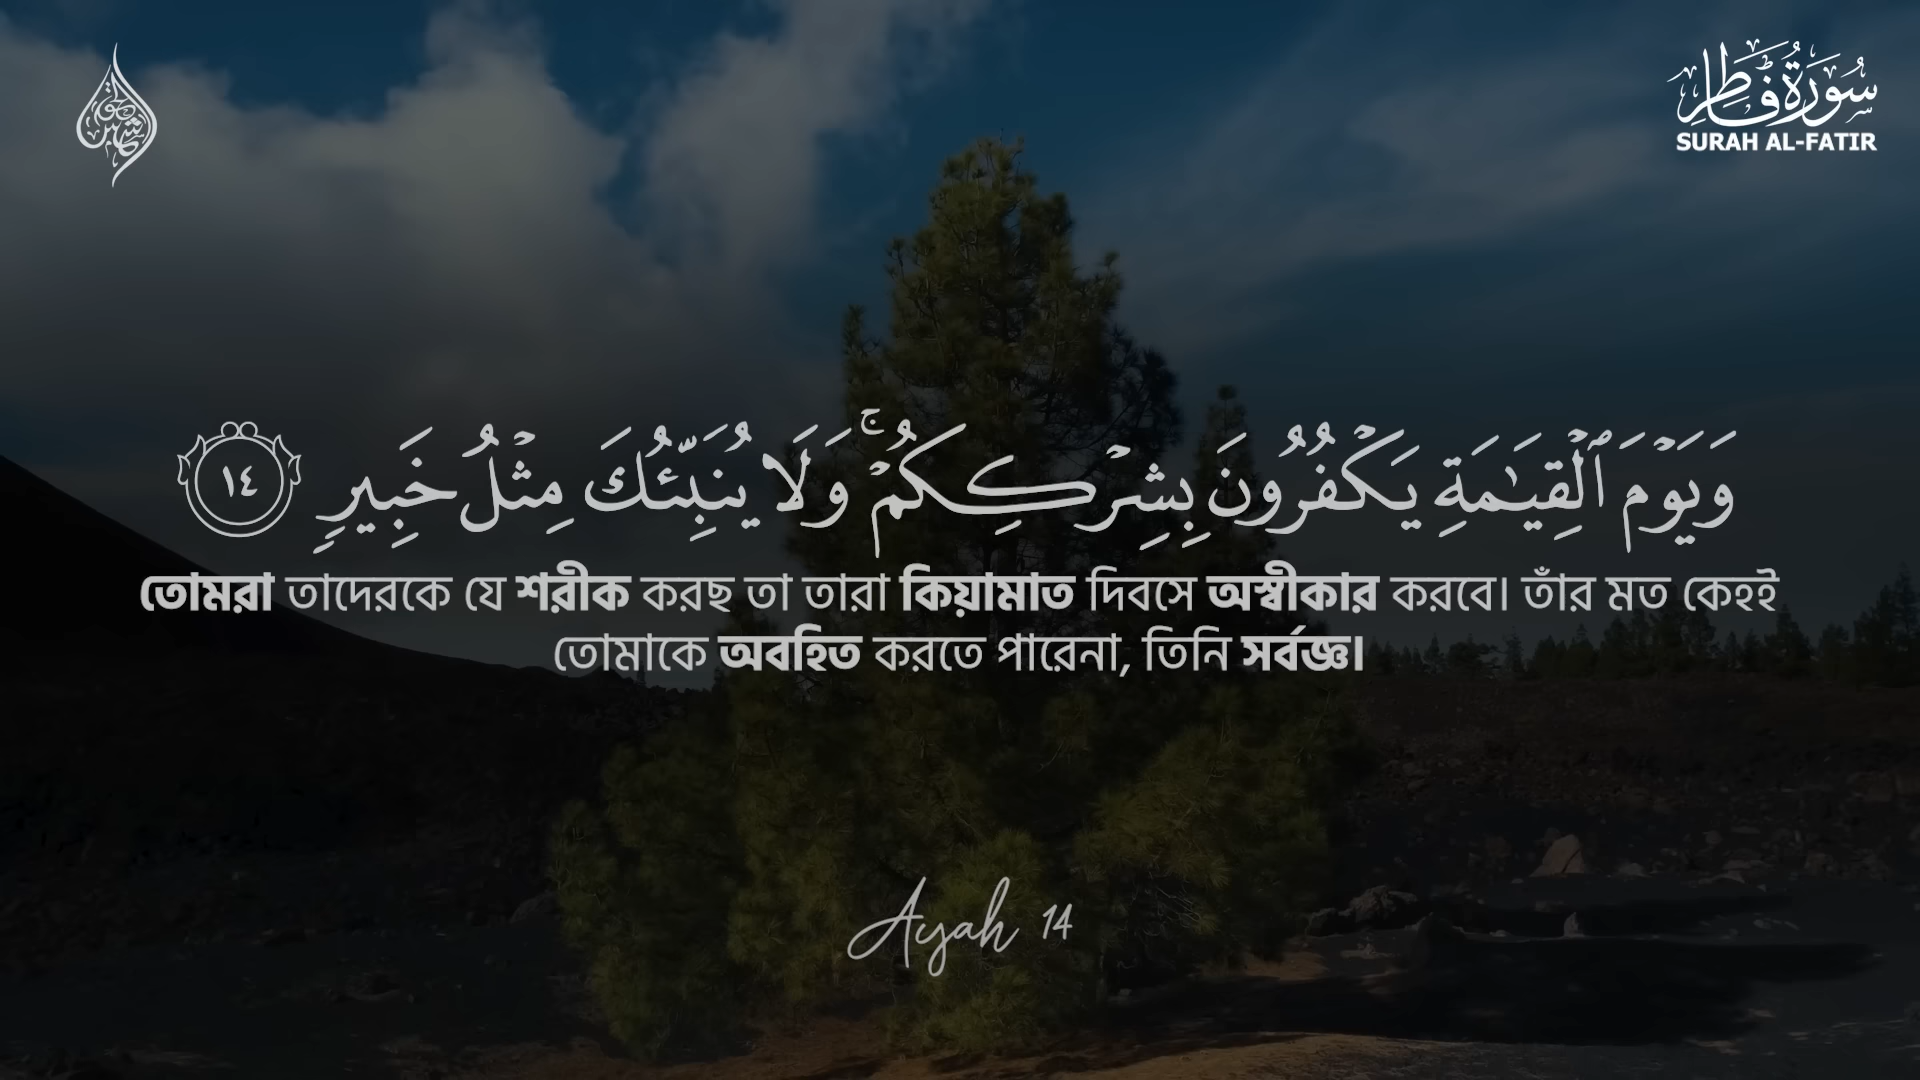 سُورَةُ فَاطِر
SURAH AL-FATIR
وَيَوْمَ ٱلْقِيَـٰمَةِ يَكْفُرُونَ بِشِرْكِكُمْ ۚ وَلَا يُنَبِّئُكَ مِثْلُ خَبِيرٍ ١٤
তোমরা তাদেরকে যে শরীক করছ তা তারা কিয়ামাত দিবসে অস্বীকার করবে। তাঁর মত কেহই
তোমাকে অবহিত করতে পারেনা, তিনি সর্বজ্ঞ।
Ayah 14